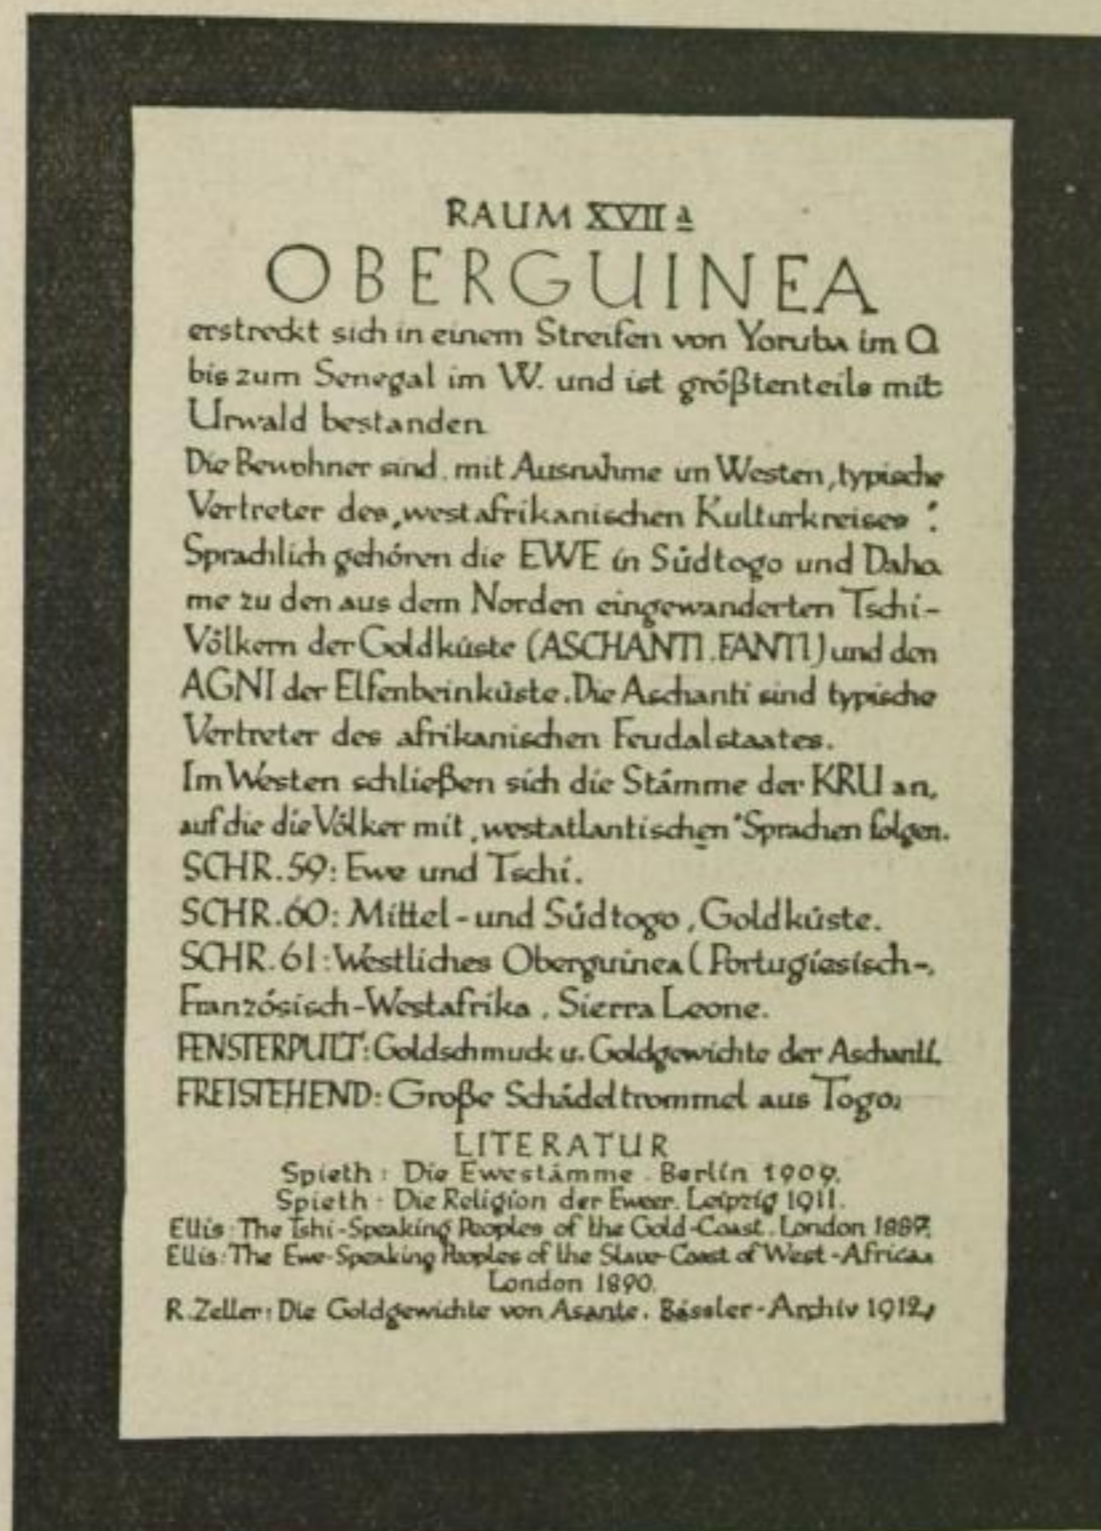 RAUM XVII a
OBERGUINEA
erstreckt sich in einem Streifen von Yoruba im O
bis zum Senegal im W. und ist größtenteils mit
Urwald bestanden
Die Bewohner sind, mit Ausnahme im Westen, typische
Vertreter des „westafrikanischen Kulturkreises“.
Sprachlich gehören die EWE in Südtogo und Daho
me zu den aus dem Norden eingewanderten Tschi-
Völkern der Goldküste (ASCHANTI, FANTI) und den
AGNI der Elfenbeinküste. Die Aschanti sind typische
Vertreter des afrikanischen Feudalstaates.
Im Westen schließen sich die Stämme der KRU an,
auf die die Völker mit „westatlantischen“ Sprachen folgen.
SCHR. 59: Ewe und Tschi.
SCHR. 60: Mittel- und Südtogo, Goldküste.
SCHR. 61: Westliches Oberguinea (Portugiesisch-,
Französisch-Westafrika, Sierra Leone.
FENSTERPULT: Goldschmuck u. Goldgewichte der Aschanti.
FREISTEHEND: Große Schädeltrommel aus Togo.
LITERATUR
Spieth: Die Ewestämme. Berlin 1909.
Spieth: Die Religion der Eweer. Leipzig 1911.
Ellis: The Tshi-Speaking Peoples of the Gold-Coast. London 1887.
Ellis: The Ewe-Speaking Peoples of the Slave-Coast of West-Africa.
London 1890.
R. Zeller: Die Goldgewichte von Asante. Bässler-Archiv 1912.